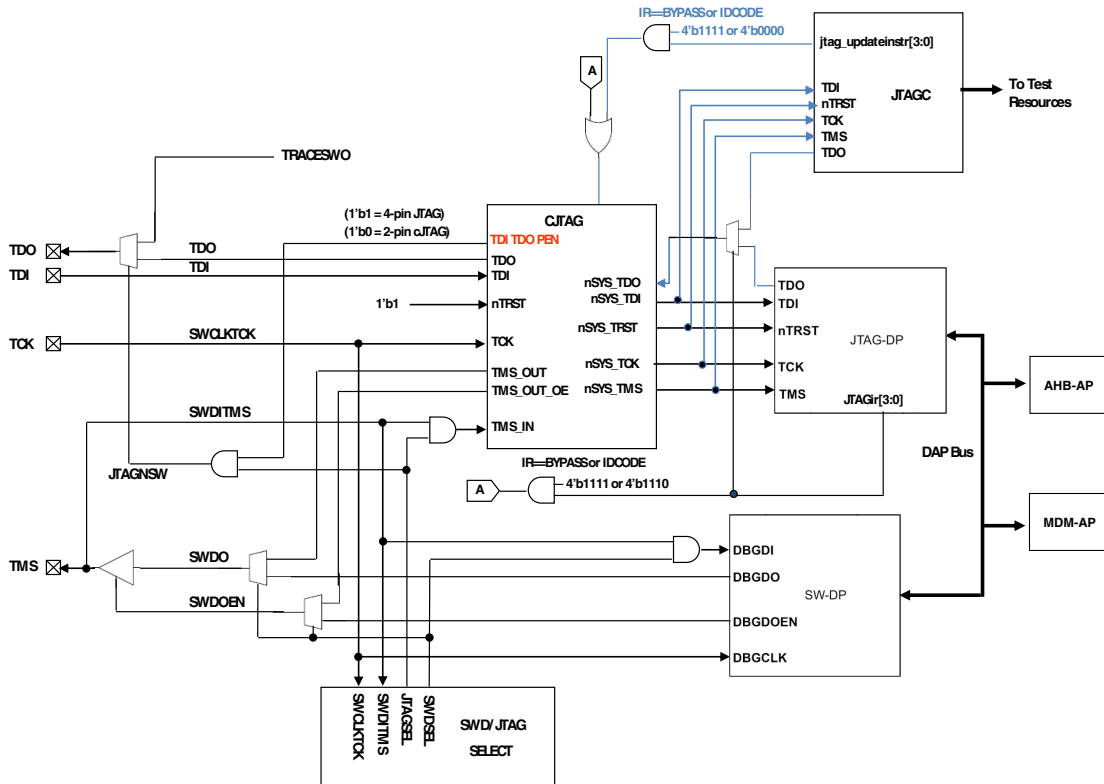 IR==BYPASS or IDCODE
4'b1111 or 4'b0000
jtag_updateinstr[3:0]
A
TDI
nTRST
TCK
TMS
TDO
JTAGC
To Test
Resources
TRACESWO
(1'b1 = 4-pin JTAG)
(1'b0 = 2-pin cJTAG)
CJTAG
TDI TDO PEN
TDO
TDO
TDO
TDI
TDI
TDI
nSYS_TDO
nSYS_TDI
TDO
TDI
1'b1
nTRST
nSYS_TRST
nTRST
JTAG-DP
TCK
SWCLKTCK
TCK
nSYS_TCK
TCK
TMS_OUT
TMS_OUT_OE
nSYS_TMS
TMS
JTAGir[3:0]
AHB-AP
SWDITMS
TMS_IN
JTAGNSW
IR==BYPASS or IDCODE
A
4'b1111 or 4'b1110
DAP Bus
MDM-AP
TMS
SWDO
SWDOEN
DBGDI
DBGDO
SW-DP
DBGDOEN
DBGCLK
SWCLKTCK
SWDITMS
JTAGSEL
SWDSEL
SWD/JTAG
SELECT